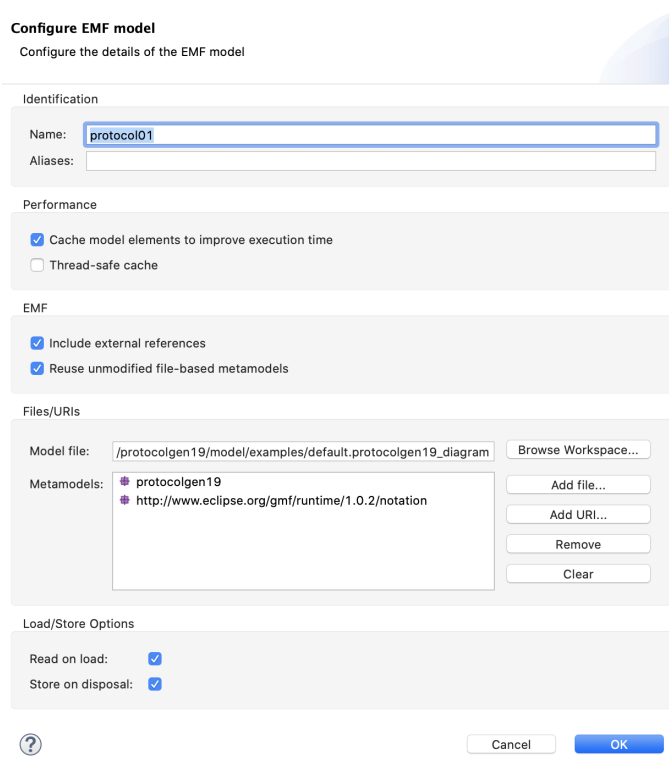 Configure EMF model
Configure the details of the EMF model
Identification
Name: protocol01
Aliases:
Performance
Cache model elements to improve execution time
Thread-safe cache
EMF
Include external references
Reuse unmodified file-based metamodels
Files/URIs
Model file: /protocolgen19/model/examples/default.protocolgen19_diagram Browse Workspace...
Metamodels: protocolgen19 Add file...
http://www.eclipse.org/gmf/runtime/1.0.2/notation
Add URI...
Remove
Clear
Load/Store Options
Read on load:
Store on disposal:
? Cancel OK